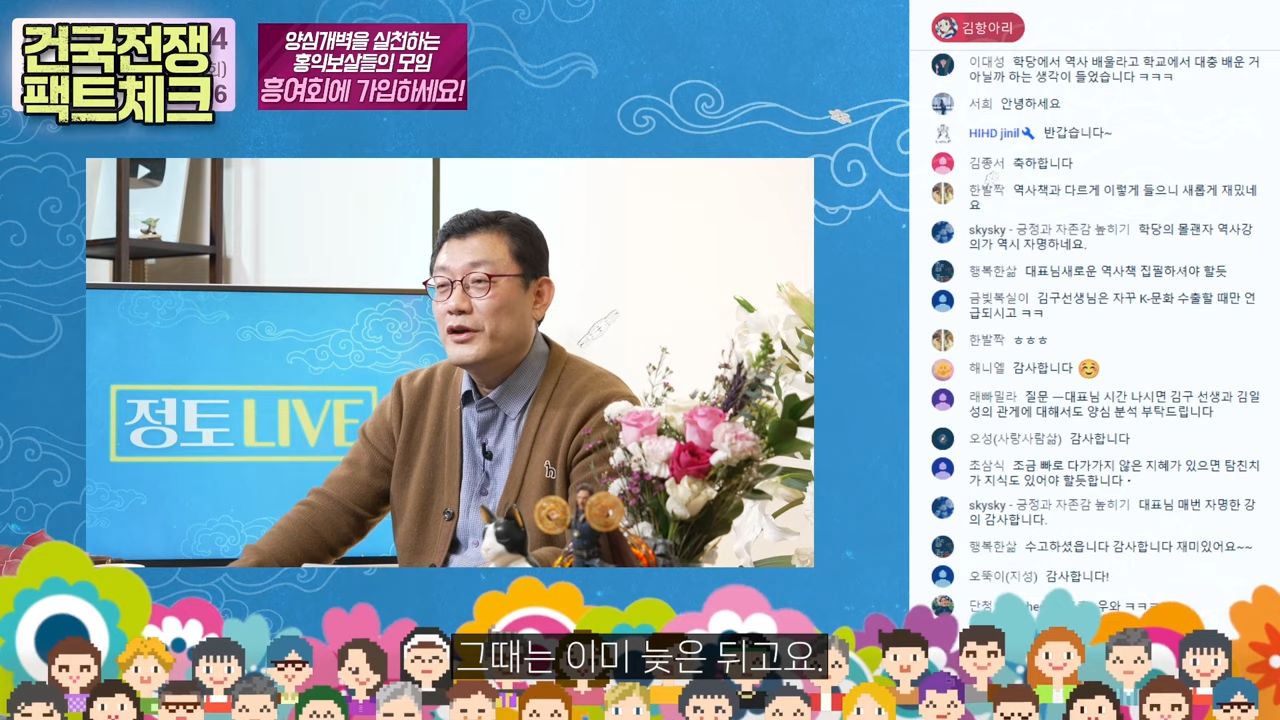 건국전쟁
팩트체크
4
회)
6
양심개벽을 실천하는
홍익보살들의 모임
흥여회에 가입하세요!
정토LIVE
그때는 이미 늦은 뒤고요.
김항아리
이대성 학당에서 역사 배울라고 학교에서 대충 배운 거
아닐까 하는 생각이 들었습니다 ㅋㅋㅋ
서희 안녕하세요
HIHD jinil 반갑습니다~
김종서 축하합니다
한발짝 역사책과 다르게 이렇게 들으니 새롭게 재밌네
요
skysky - 긍정과 자존감 높히기 학당의 몰괜자 역사강
의가 역시 자명하네요.
행복한삶 대표님새로운 역사책 집필하셔야 할듯
금빛복실이 김구선생님은 자꾸 K-문화 수출할 때만 언
급되시고 ㅋㅋ
한발짝 ㅎㅎㅎ
해니엘 감사합니다
래빠밀라 질문 ㅡ대표님 시간 나시면 김구 선생과 김일
성의 관게에 대해서도 양심 분석 부탁드립니다
오성(사랑사람삶) 감사합니다
조삼식 조금 빠로 다가가지 않은 지혜가 있으면 탐진치
가 지식도 있어야 할듯합니다·
skysky - 긍정과 자존감 높히기 대표님 매번 자명한 강
의 감사합니다.
행복한삶 수고하셨읍니다 감사합니다 재미있어요~~
오뚝이(지성) 감사합니다!
단청 우와 ㅋㅋㅋ